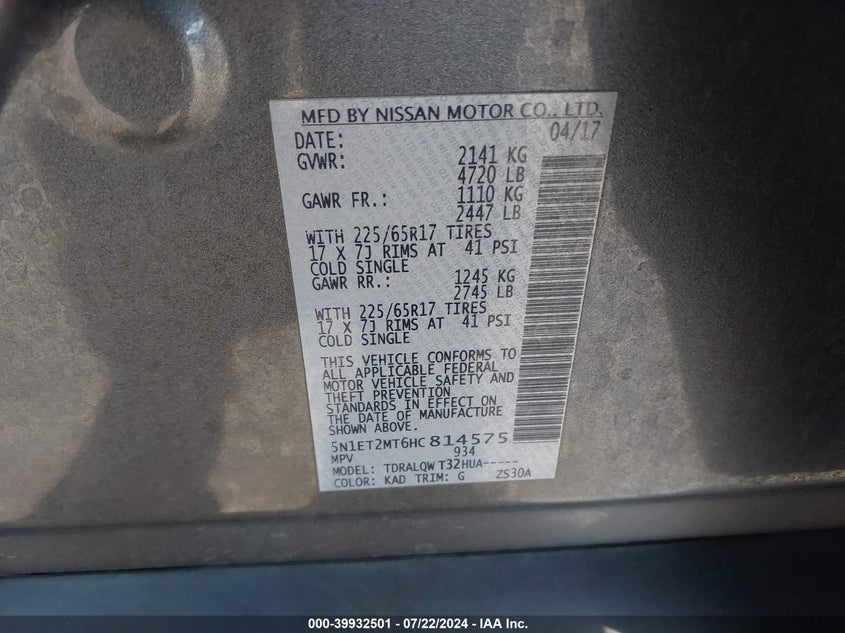 MFD BY NISSAN MOTOR CO., LTD.
DATE: 04/17
GVWR: 2141 KG
4720 LB
GAWR FR.: 1110 KG
2447 LB
WITH 225/65R17 TIRES
17 X 7J RIMS AT 41 PSI
COLD SINGLE
GAWR RR.: 1245 KG
2745 LB
WITH 225/65R17 TIRES
17 X 7J RIMS AT 41 PSI
COLD SINGLE
THIS VEHICLE CONFORMS TO
ALL APPLICABLE FEDERAL
MOTOR VEHICLE SAFETY AND
THEFT PREVENTION
STANDARDS IN EFFECT ON
THE DATE OF MANUFACTURE
SHOWN ABOVE.
5N1ET2MT6HC 814575
MPV 934
MODEL: TDRALQW T32HUA-----
COLOR: KAD TRIM: G ZS30A
000-39932501 - 07/22/2024 - IAA Inc.